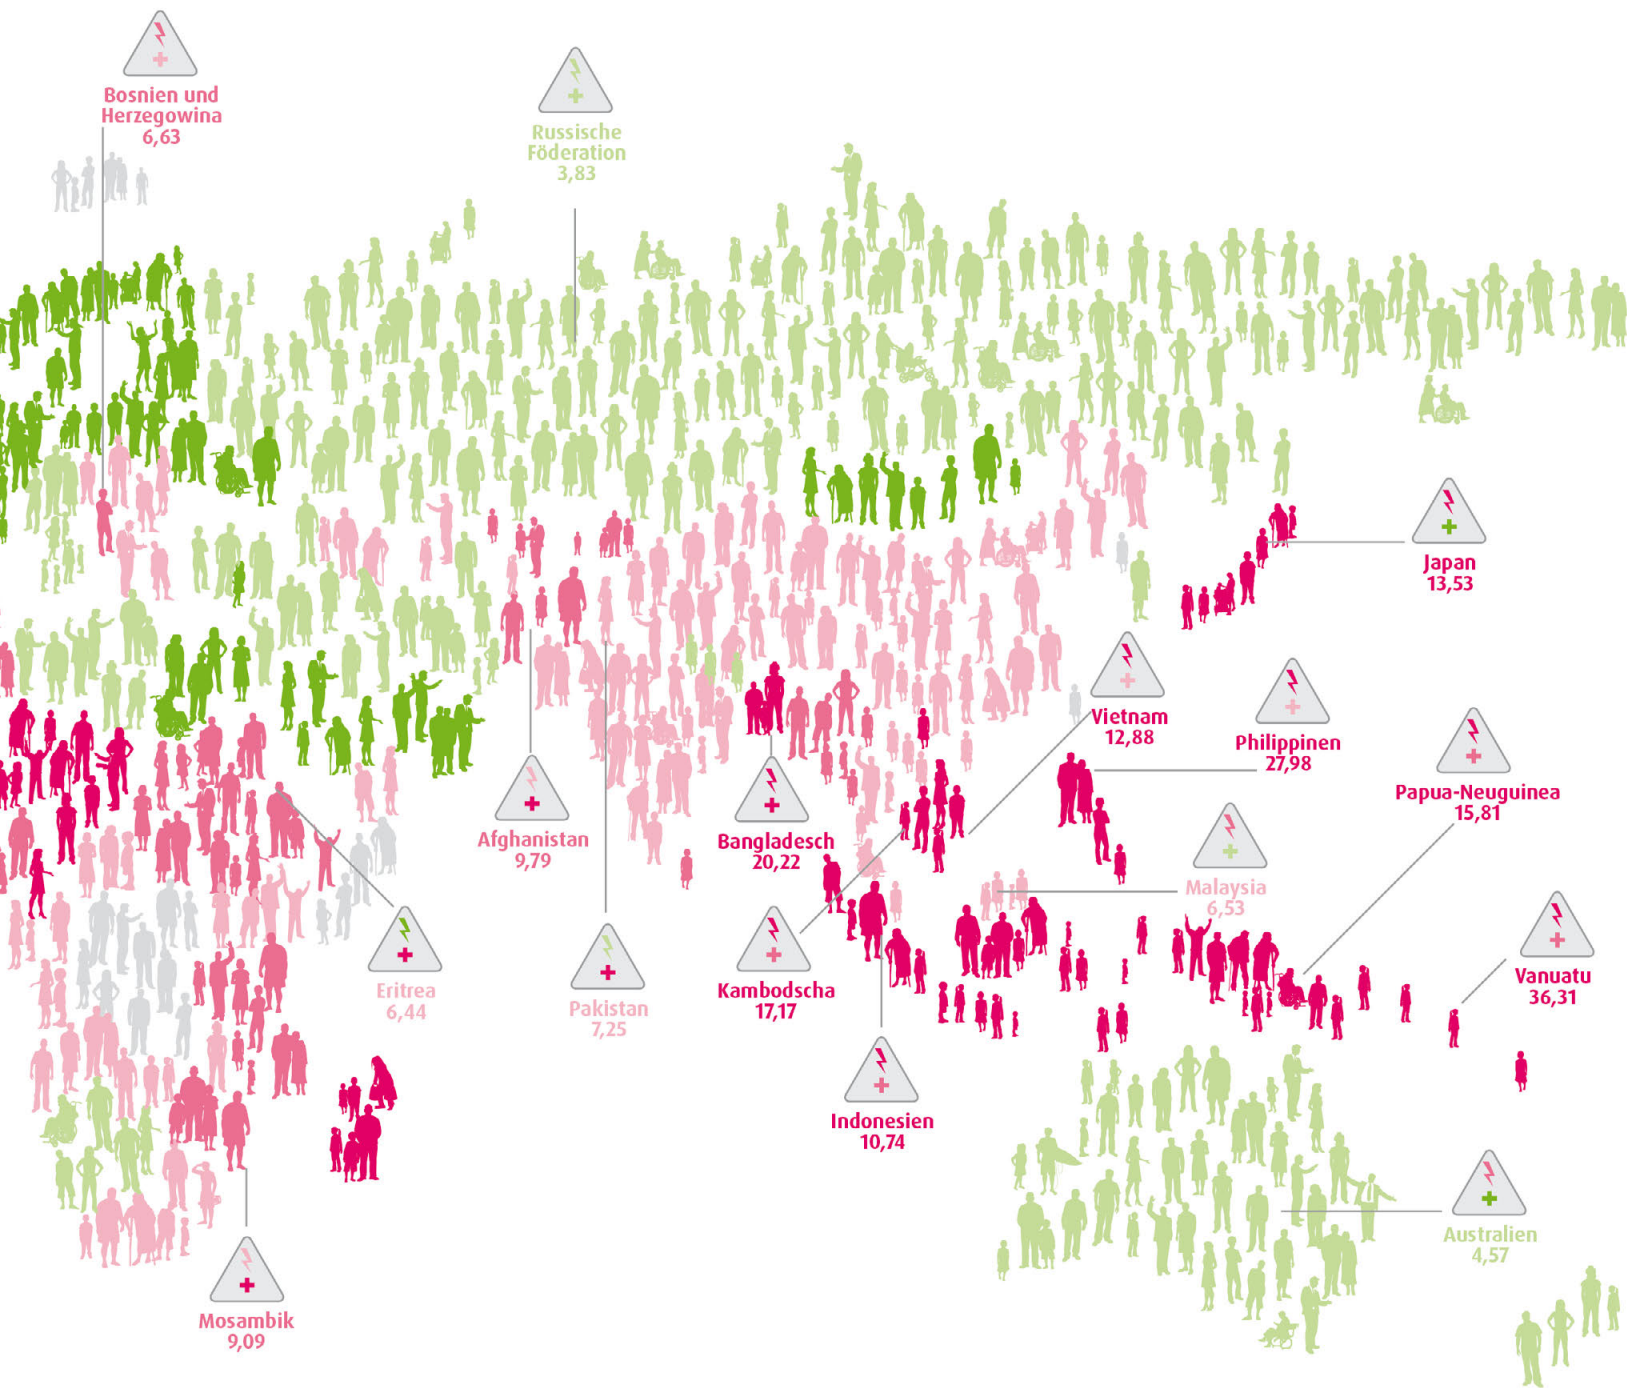 Bosnien und
Herzegowina
6,63
Russische
Föderation
3,83
Japan
13,53
Vietnam
12,88
Philippinen
27,98
Papua-Neuguinea
15,81
Afghanistan
9,79
Bangladesch
20,22
Malaysia
6,53
Eritrea
6,44
Pakistan
7,25
Kambodscha
17,17
Vanuatu
36,31
Indonesien
10,74
Australien
4,57
Mosambik
9,09